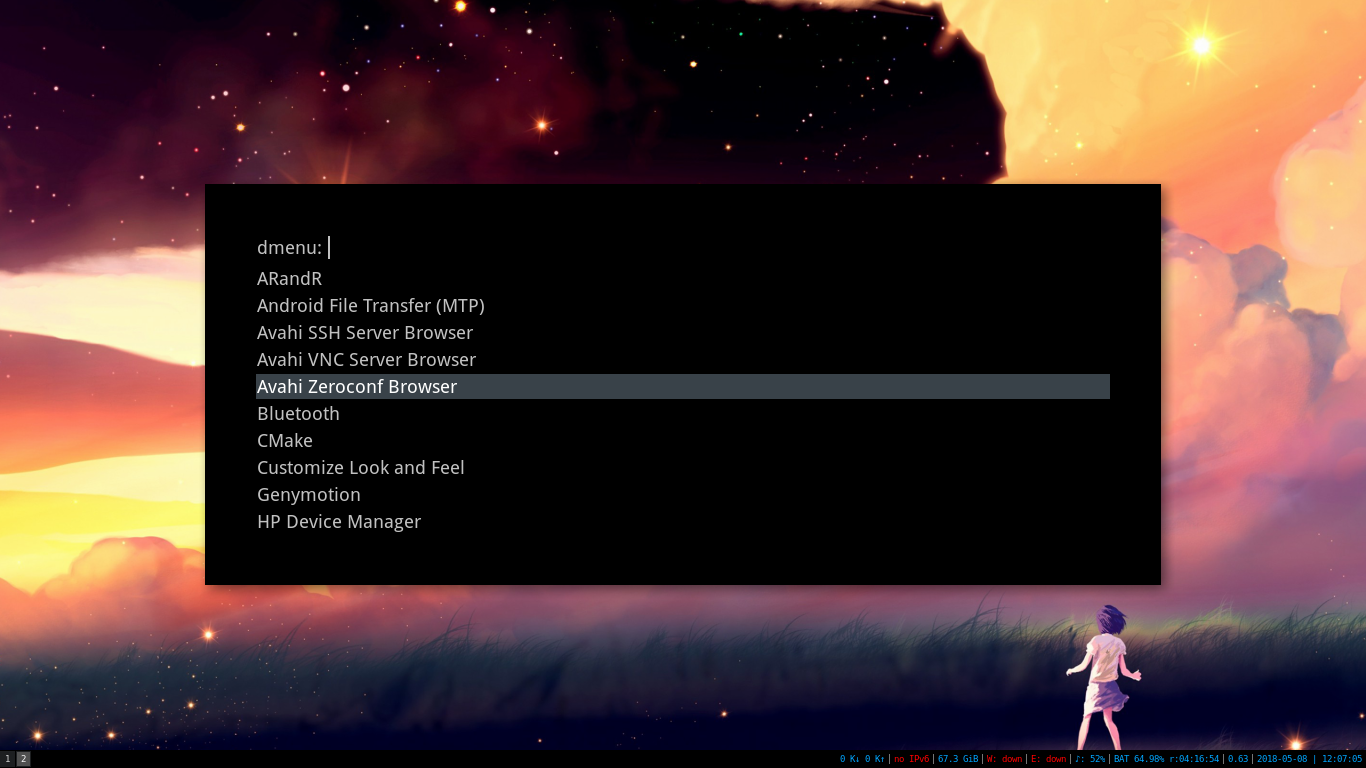 dmenu:
ARandR
Android File Transfer (MTP)
Avahi SSH Server Browser
Avahi VNC Server Browser
Avahi Zeroconf Browser
Bluetooth
CMake
Customize Look and Feel
Genymotion
HP Device Manager
1 2 0 K↓ 0 K↑ | no IPv6 | 67.3 GiB | W: down | E: down | ♪: 52% | BAT 64.98% r:04:16:54 | 0.63 | 2018-05-08 | 12:07:05